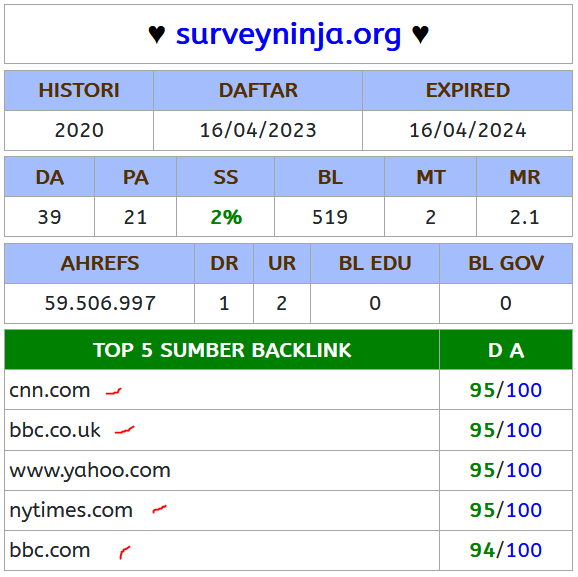 ♥ surveyninja.org ♥
HISTORI DAFTAR EXPIRED
2020 16/04/2023 16/04/2024
DA PA SS BL MT MR
39 21 2% 519 2 2.1
AHREFS DR UR BL EDU BL GOV
59.506.997 1 2 0 0
TOP 5 SUMBER BACKLINK D A
cnn.com 95/100
bbc.co.uk 95/100
www.yahoo.com 95/100
nytimes.com 95/100
bbc.com 94/100